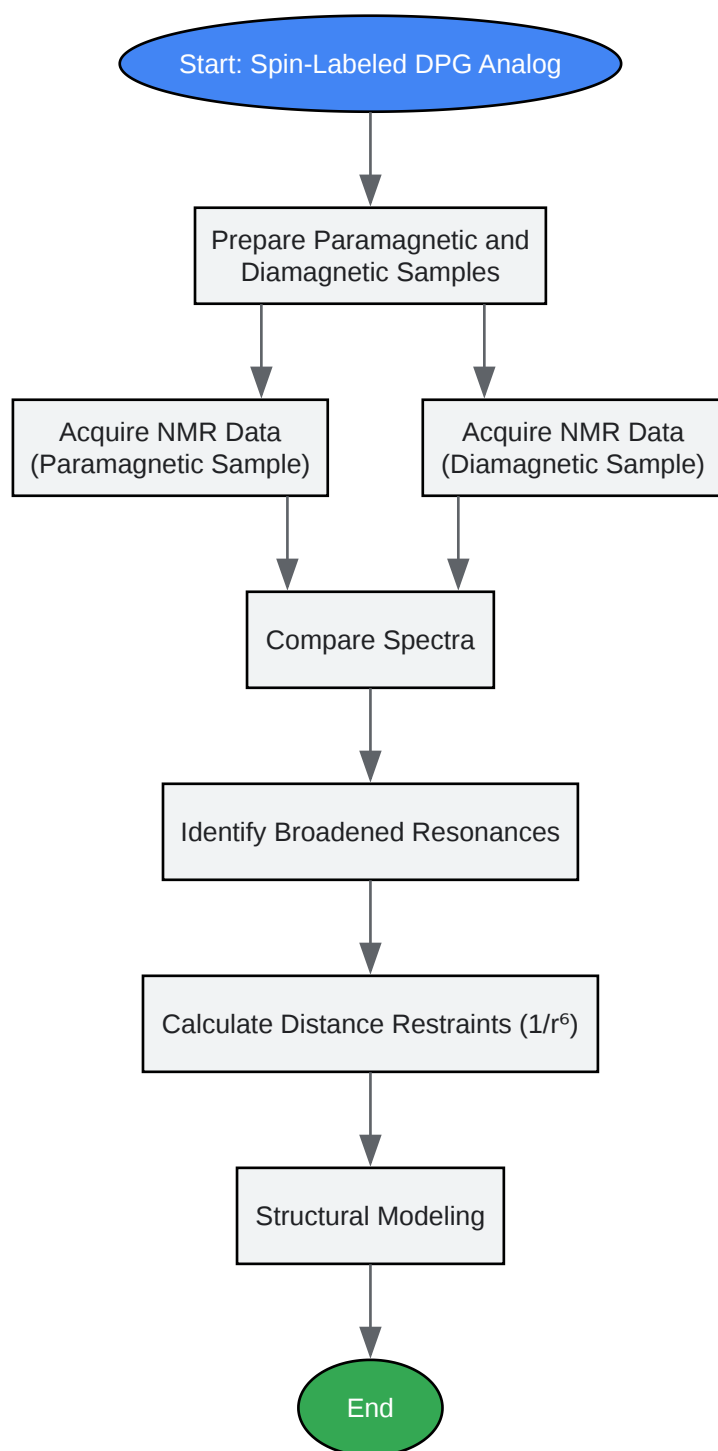 Start: Spin-Labeled DPG Analog
Prepare Paramagnetic and
Diamagnetic Samples
Acquire NMR Data
(Paramagnetic Sample)
Acquire NMR Data
(Diamagnetic Sample)
Compare Spectra
Identify Broadened Resonances
Calculate Distance Restraints (1/r⁶)
Structural Modeling
End